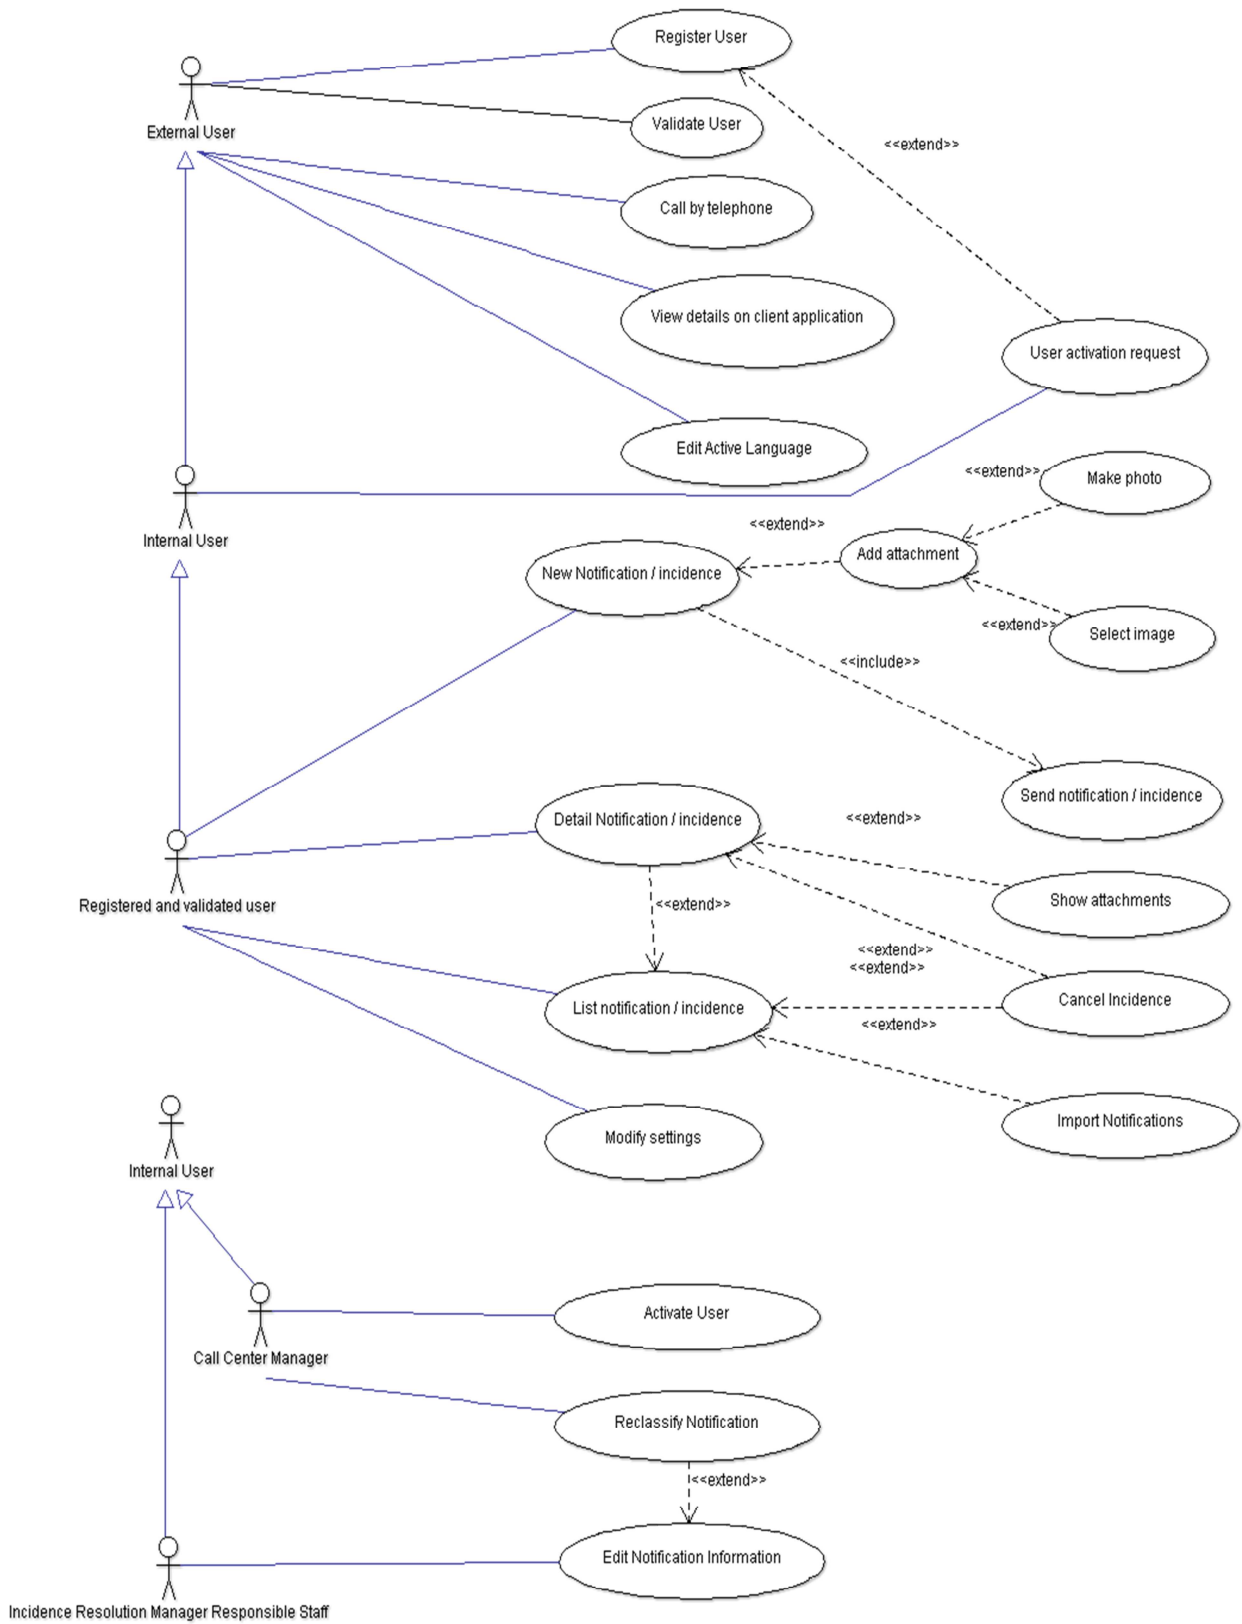 Register User
External User
Validate User
<<extend>>
Call by telephone
View details on client application
User activation request
Edit Active Language
<<extend>>
Make photo
Internal User
<<extend>>
Add attachment
New Notification / incidence
<<extend>>
Select image
<<include>>
Send notification / incidence
Detail Notification / incidence
<<extend>>
Registered and validated user
<<extend>>
Show attachments
<<extend>>
<<extend>>
List notification / incidence
Cancel Incidence
<<extend>>
Import Notifications
Modify settings
Internal User
Activate User
Call Center Manager
Reclassify Notification
<<extend>>
Edit Notification Information
Incidence Resolution Manager Responsible Staff